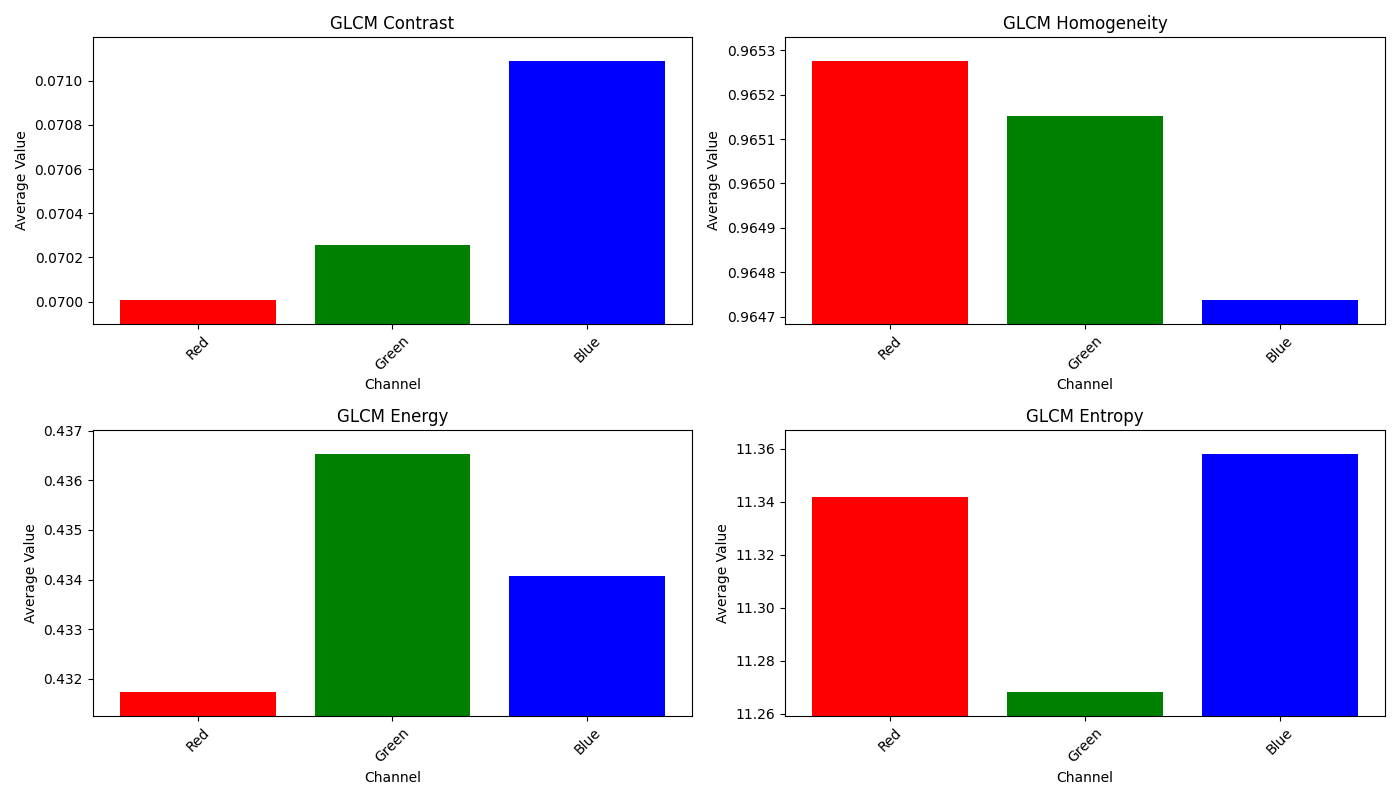 GLCM Contrast
Average Value
0.0710
0.0708
0.0706
0.0704
0.0702
0.0700
Red
Green
Blue
Channel
GLCM Homogeneity
Average Value
0.9653
0.9652
0.9651
0.9650
0.9649
0.9648
0.9647
Red
Green
Blue
Channel
GLCM Energy
Average Value
0.437
0.436
0.435
0.434
0.433
0.432
Red
Green
Blue
Channel
GLCM Entropy
Average Value
11.36
11.34
11.32
11.30
11.28
11.26
Red
Green
Blue
Channel